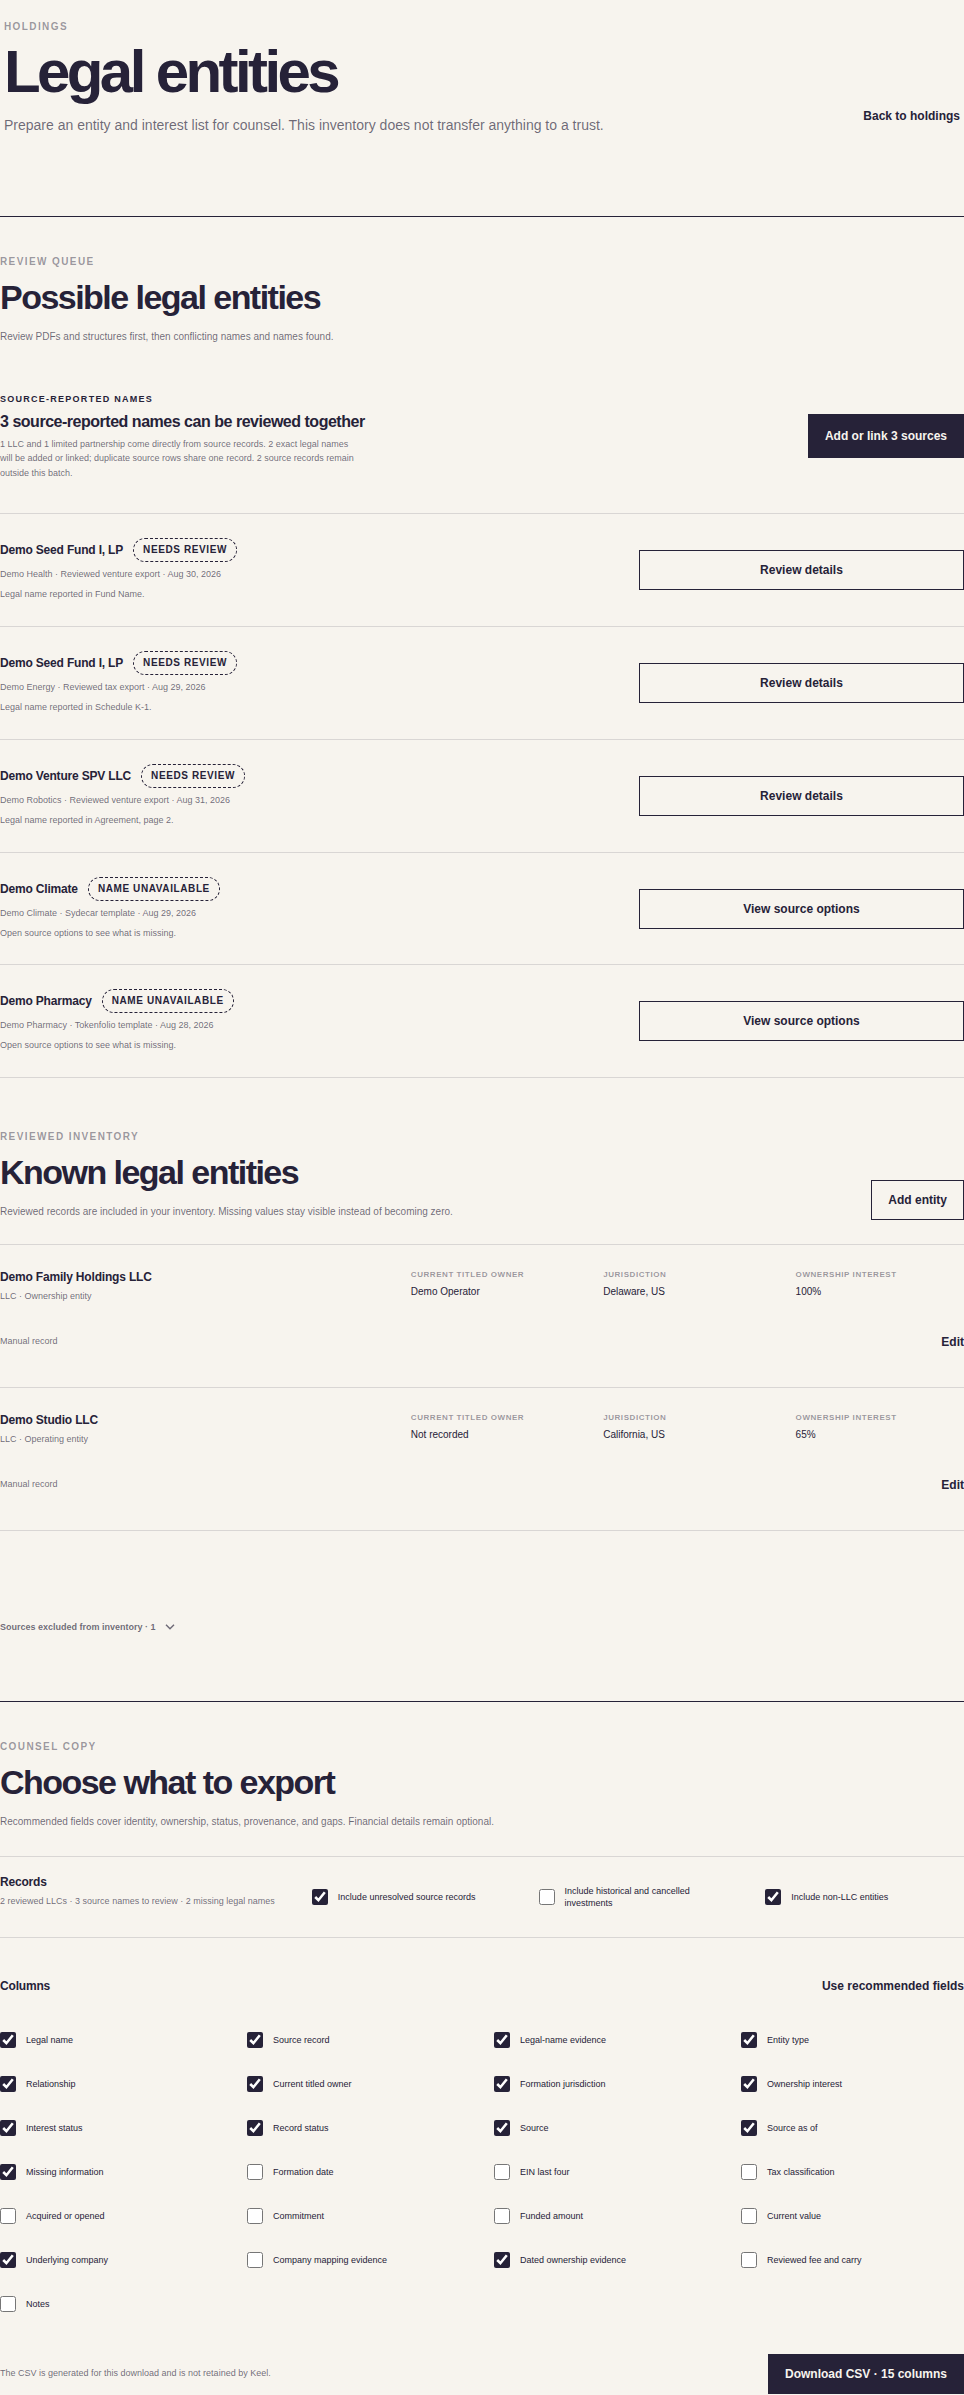 HOLDINGS
Legal entities
Prepare an entity and interest list for counsel. This inventory does not transfer anything to a trust.
Back to holdings
REVIEW QUEUE
Possible legal entities
Review PDFs and structures first, then conflicting names and names found.
SOURCE-REPORTED NAMES
3 source-reported names can be reviewed together
1 LLC and 1 limited partnership come directly from source records. 2 exact legal names
will be added or linked; duplicate source rows share one record. 2 source records remain
outside this batch.
Add or link 3 sources
Demo Seed Fund I, LP NEEDS REVIEW
Demo Health · Reviewed venture export · Aug 30, 2026
Legal name reported in Fund Name.
Review details
Demo Seed Fund I, LP NEEDS REVIEW
Demo Energy · Reviewed tax export · Aug 29, 2026
Legal name reported in Schedule K-1.
Review details
Demo Venture SPV LLC NEEDS REVIEW
Demo Robotics · Reviewed venture export · Aug 31, 2026
Legal name reported in Agreement, page 2.
Review details
Demo Climate NAME UNAVAILABLE
Demo Climate · Sydecar template · Aug 29, 2026
Open source options to see what is missing.
View source options
Demo Pharmacy NAME UNAVAILABLE
Demo Pharmacy · Tokenfolio template · Aug 28, 2026
Open source options to see what is missing.
View source options
REVIEWED INVENTORY
Known legal entities
Reviewed records are included in your inventory. Missing values stay visible instead of becoming zero.
Add entity
Demo Family Holdings LLC
LLC · Ownership entity
CURRENT TITLED OWNER
Demo Operator
JURISDICTION
Delaware, US
OWNERSHIP INTEREST
100%
Manual record
Edit
Demo Studio LLC
LLC · Operating entity
CURRENT TITLED OWNER
Not recorded
JURISDICTION
California, US
OWNERSHIP INTEREST
65%
Manual record
Edit
Sources excluded from inventory · 1
COUNSEL COPY
Choose what to export
Recommended fields cover identity, ownership, status, provenance, and gaps. Financial details remain optional.
Records
2 reviewed LLCs · 3 source names to review · 2 missing legal names
Include unresolved source records
Include historical and cancelled
investments
Include non-LLC entities
Columns
Use recommended fields
Legal name Source record Legal-name evidence Entity type
Relationship Current titled owner Formation jurisdiction Ownership interest
Interest status Record status Source Source as of
Missing information Formation date EIN last four Tax classification
Acquired or opened Commitment Funded amount Current value
Underlying company Company mapping evidence Dated ownership evidence Reviewed fee and carry
Notes
The CSV is generated for this download and is not retained by Keel.
Download CSV · 15 columns